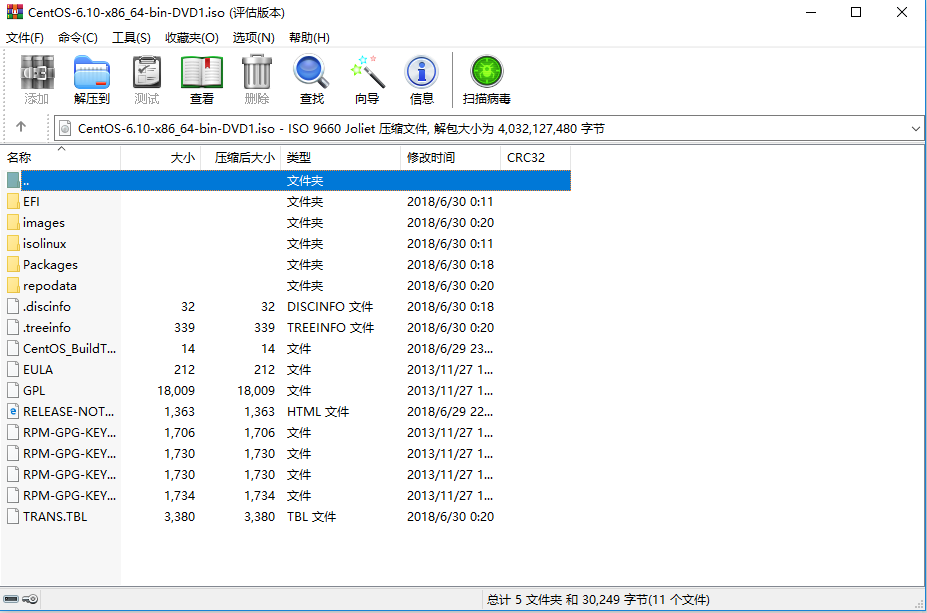 CentOS-6.10-x86_64-bin-DVD1.iso (评估版本)
文件(F) 命令(C) 工具(S) 收藏夹(O) 选项(N) 帮助(H)
添加 解压到 测试 查看 删除 查找 向导 信息 扫描病毒
CentOS-6.10-x86_64-bin-DVD1.iso - ISO 9660 Joliet 压缩文件, 解包大小为 4,032,127,480 字节
名称 大小 压缩后大小 类型 修改时间 CRC32
.. 文件夹
EFI 文件夹 2018/6/30 0:11
images 文件夹 2018/6/30 0:20
isolinux 文件夹 2018/6/30 0:11
Packages 文件夹 2018/6/30 0:18
repodata 文件夹 2018/6/30 0:20
.discinfo 32 32 DISCINFO 文件 2018/6/30 0:18
.treeinfo 339 339 TREEINFO 文件 2018/6/30 0:20
CentOS_BuildT... 14 14 文件 2018/6/29 23...
EULA 212 212 文件 2013/11/27 1...
GPL 18,009 18,009 文件 2013/11/27 1...
RELEASE-NOT... 1,363 1,363 HTML 文件 2018/6/29 22...
RPM-GPG-KEY... 1,706 1,706 文件 2013/11/27 1...
RPM-GPG-KEY... 1,730 1,730 文件 2013/11/27 1...
RPM-GPG-KEY... 1,730 1,730 文件 2013/11/27 1...
RPM-GPG-KEY... 1,734 1,734 文件 2013/11/27 1...
TRANS.TBL 3,380 3,380 TBL 文件 2018/6/30 0:20
总计 5 文件夹 和 30,249 字节(11 个文件)